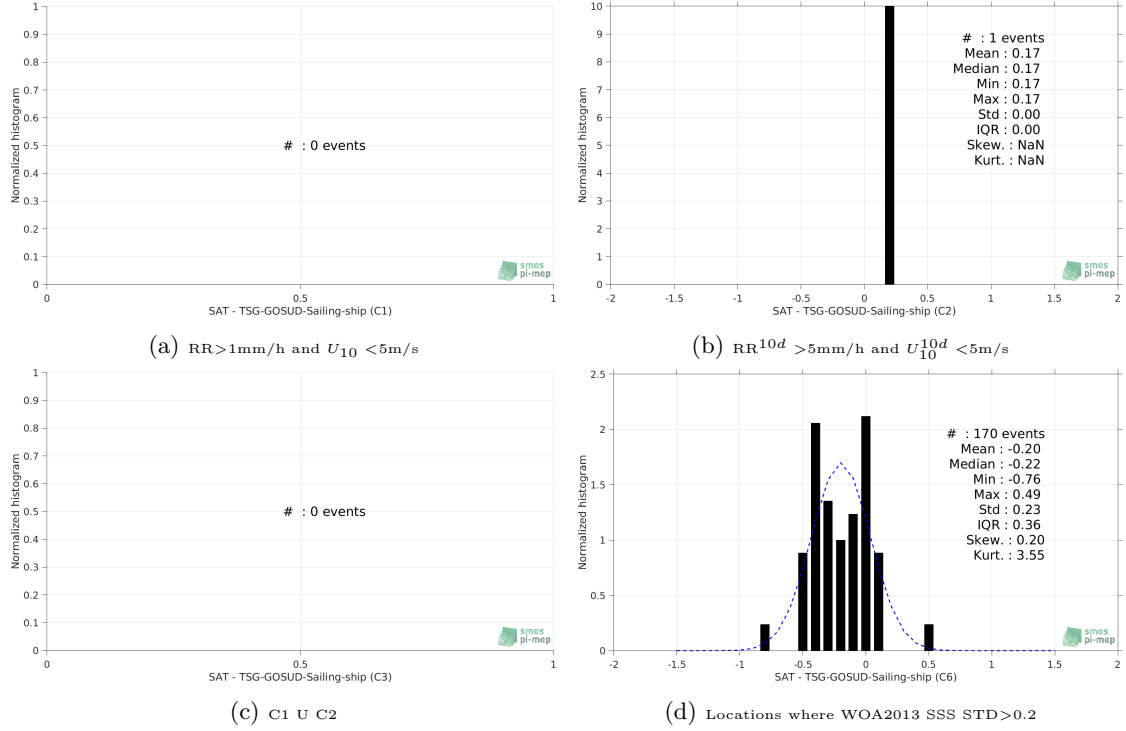 1
0.9
0.8
0.7
0.6
0.5
0.4
0.3
0.2
0.1
0
Normalized histogram
# : 0 events
smos
pi-mep
0 0.5 1
SAT - TSG-GOSUD-Sailing-ship (C1)
(a) RR>1mm/h and U10 <5m/s
10
9
8
7
6
5
4
3
2
1
0
Normalized histogram
# : 1 events
Mean : 0.17
Median : 0.17
Min : 0.17
Max : 0.17
Std : 0.00
IQR : 0.00
Skew. : NaN
Kurt. : NaN
smos
pi-mep
-2 -1.5 -1 -0.5 0 0.5 1 1.5 2
SAT - TSG-GOSUD-Sailing-ship (C2)
(b) RR10d >5mm/h and U10d10 <5m/s
1
0.9
0.8
0.7
0.6
0.5
0.4
0.3
0.2
0.1
0
Normalized histogram
# : 0 events
smos
pi-mep
0 0.5 1
SAT - TSG-GOSUD-Sailing-ship (C3)
(c) C1 U C2
2.5
2
1.5
1
0.5
0
Normalized histogram
# : 170 events
Mean : -0.20
Median : -0.22
Min : -0.76
Max : 0.49
Std : 0.23
IQR : 0.36
Skew. : 0.20
Kurt. : 3.55
smos
pi-mep
-2 -1.5 -1 -0.5 0 0.5 1 1.5 2
SAT - TSG-GOSUD-Sailing-ship (C6)
(d) Locations where WOA2013 SSS STD>0.2